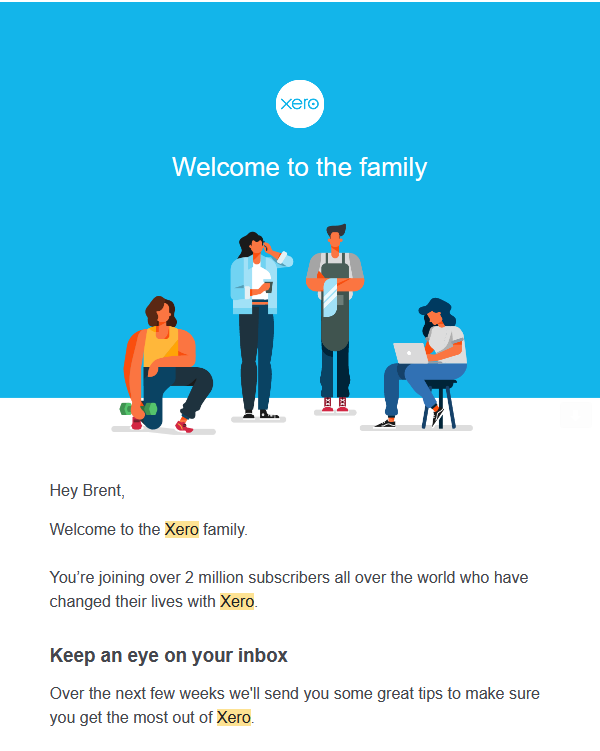 xero
Welcome to the family
Hey Brent,
Welcome to the Xero family.
You’re joining over 2 million subscribers all over the world who have
changed their lives with Xero.
Keep an eye on your inbox
Over the next few weeks we'll send you some great tips to make sure
you get the most out of Xero.